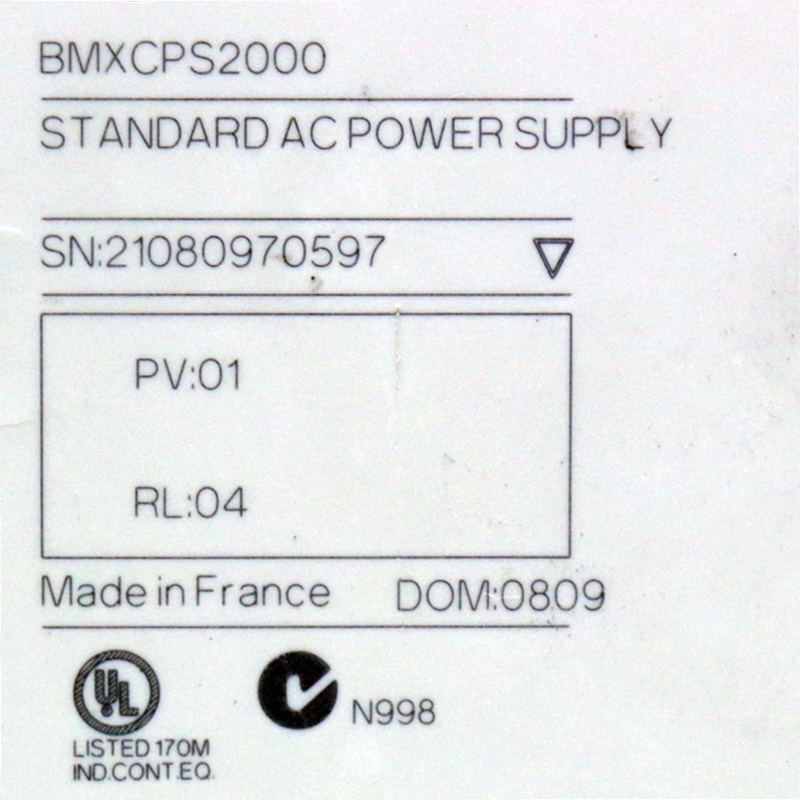 BMXCPS2000
STANDARD AC POWER SUPPLY
SN:21080970597
PV:01
RL:04
Made in France DOM:0809
UL
N998
LISTED 170M
IND.CONT.EQ.